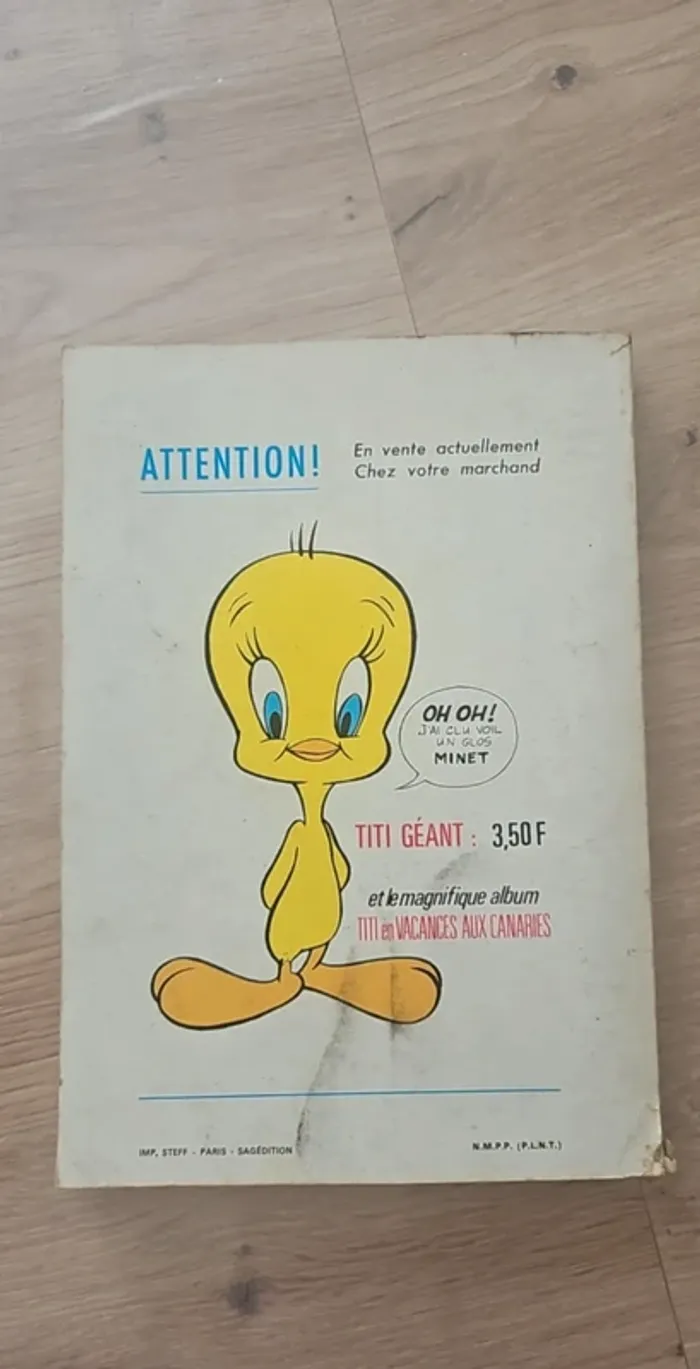 ATTENTION!
En vente actuellement
Chez votre marchand
OH OH!
J'AI CLU VOIL
UN GLOS
MINET
TITI GÉANT : 3,50 F
et le magnifique album
TITI en VACANCES AUX CANARIES
IMP. STEFF - PARIS - SAGÉDITION
N.M.P.P. (P.L.N.T.)